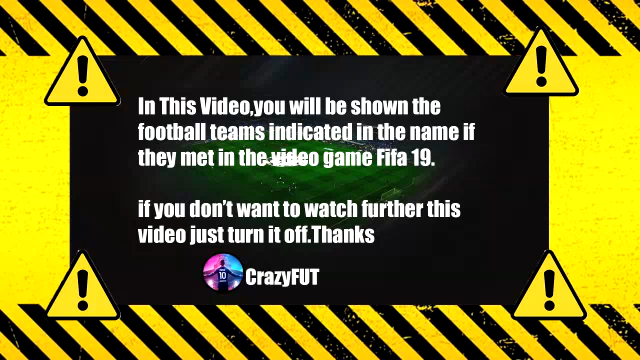 In This Video,you will be shown the
football teams indicated in the name if
they met in the video game Fifa 19.
if you don't want to watch further this
video just turn it off.Thanks
10
CrazyFUT